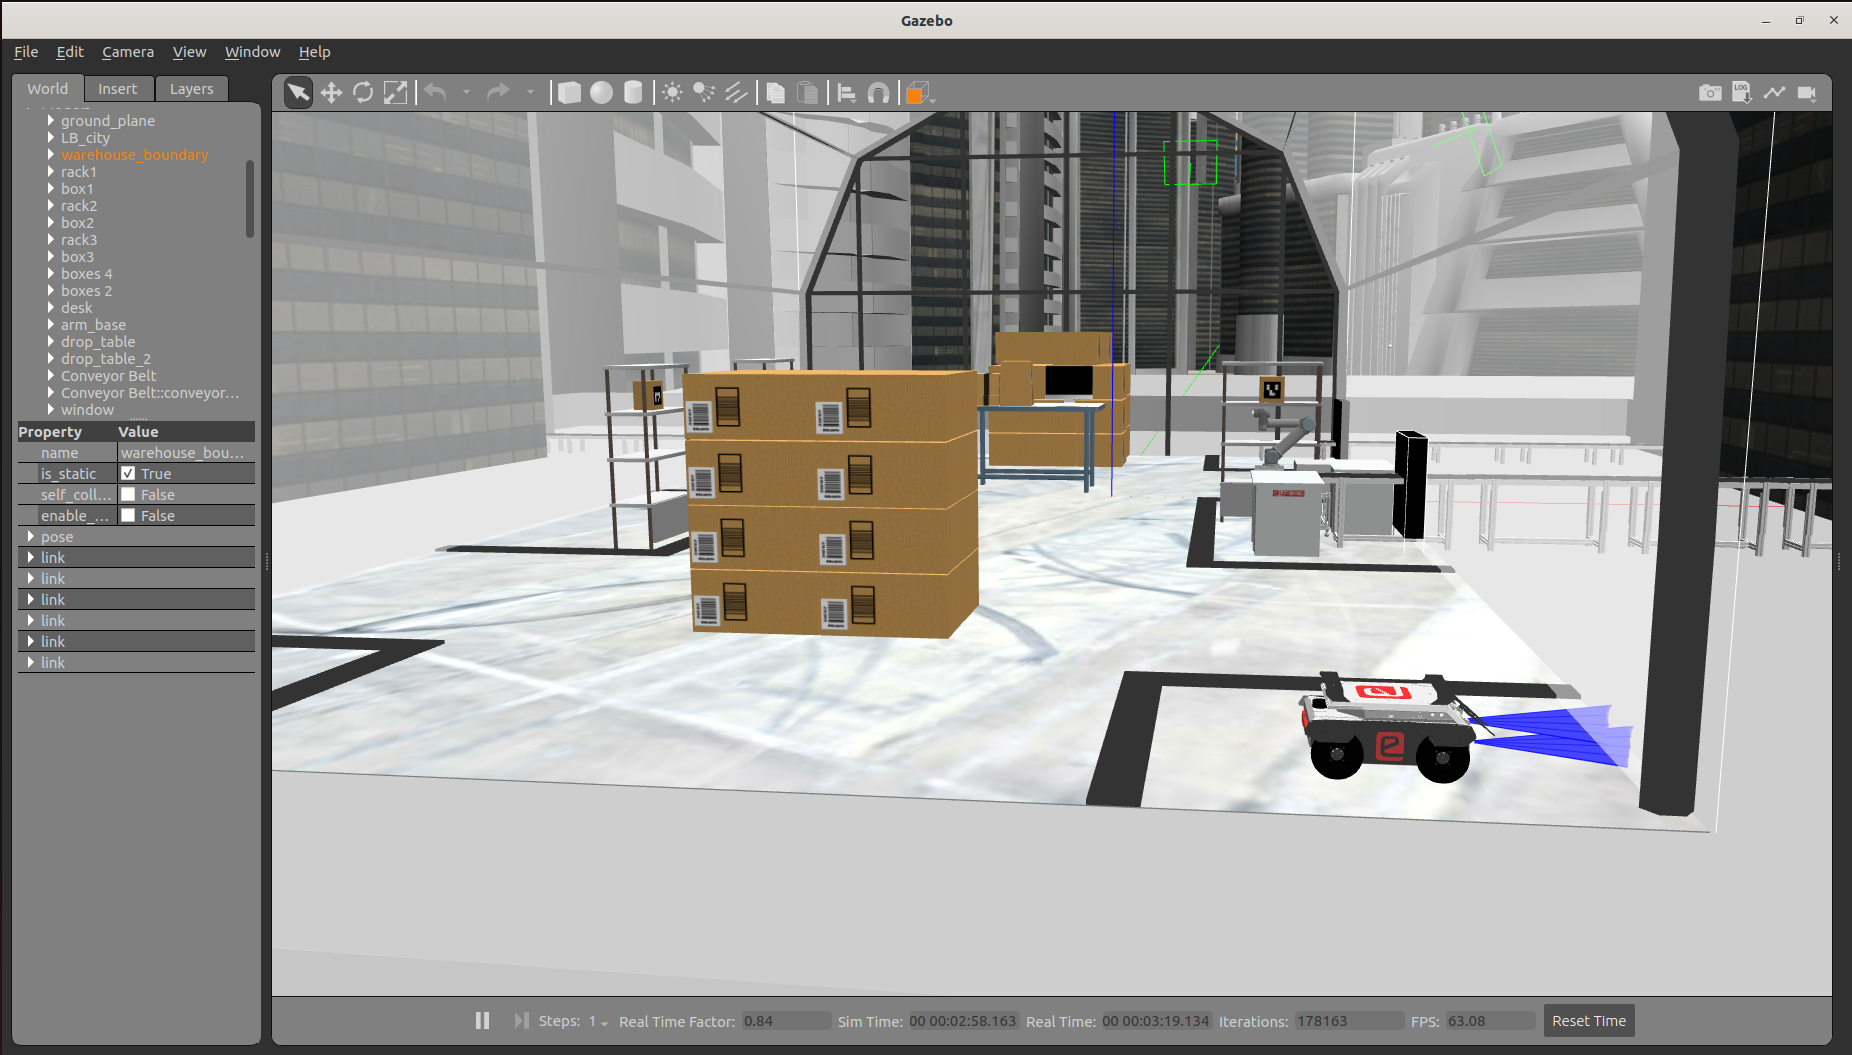 Gazebo
File Edit Camera View Window Help
World Insert Layers
ground_plane
LB_city
warehouse_boundary
rack1
box1
rack2
box2
rack3
box3
boxes 4
boxes 2
desk
arm_base
drop_table
drop_table_2
Conveyor Belt
Conveyor Belt::conveyor...
window
Property Value
name warehouse_bou...
is_static True
self_coll... False
enable_... False
pose
link
link
link
link
link
link
LOG
Steps: 1 Real Time Factor: 0.84 Sim Time: 00 00:02:58.163 Real Time: 00 00:03:19.134 Iterations: 178163 FPS: 63.08 Reset Time